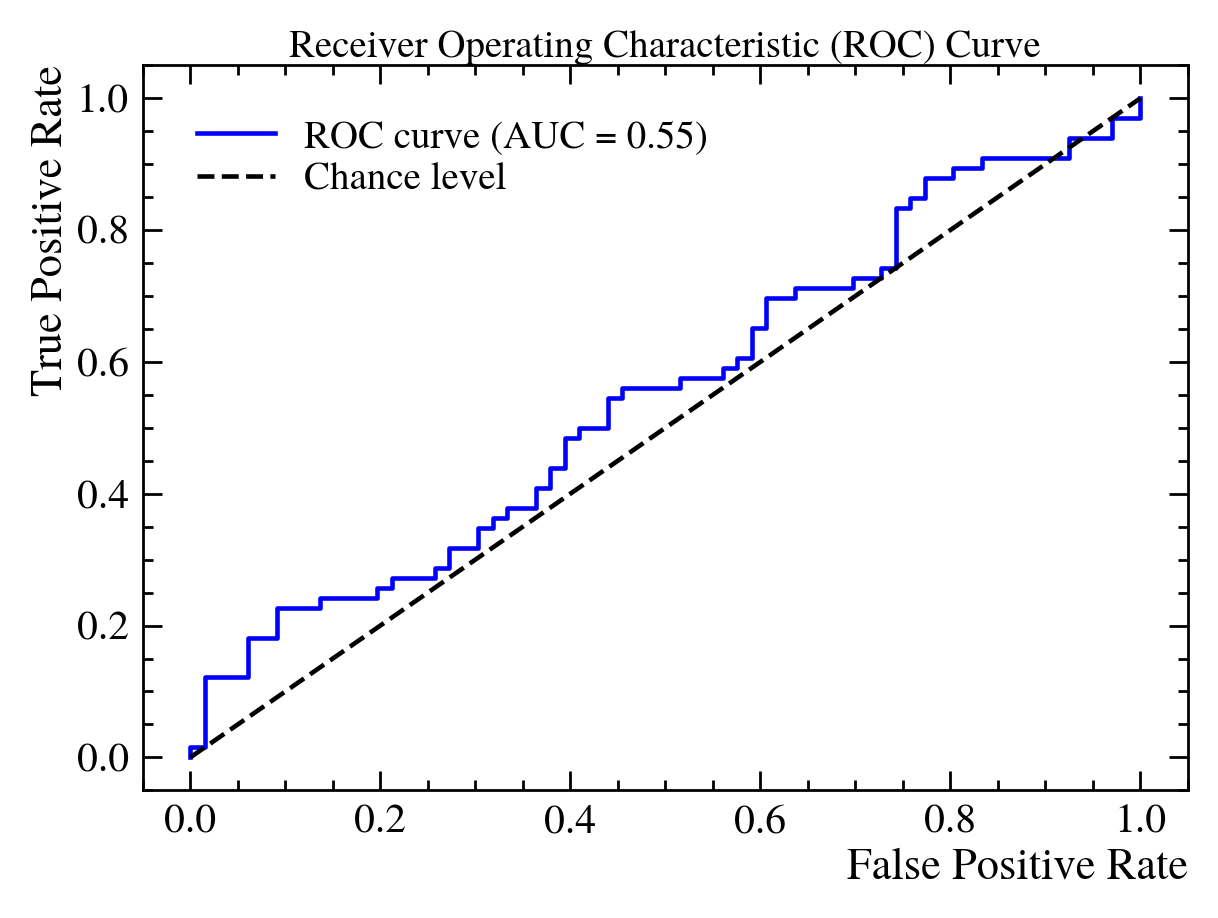 Receiver Operating Characteristic (ROC) Curve
True Positive Rate
1.0
0.8
0.6
0.4
0.2
0.0
ROC curve (AUC = 0.55)
Chance level
0.0 0.2 0.4 0.6 0.8 1.0
False Positive Rate